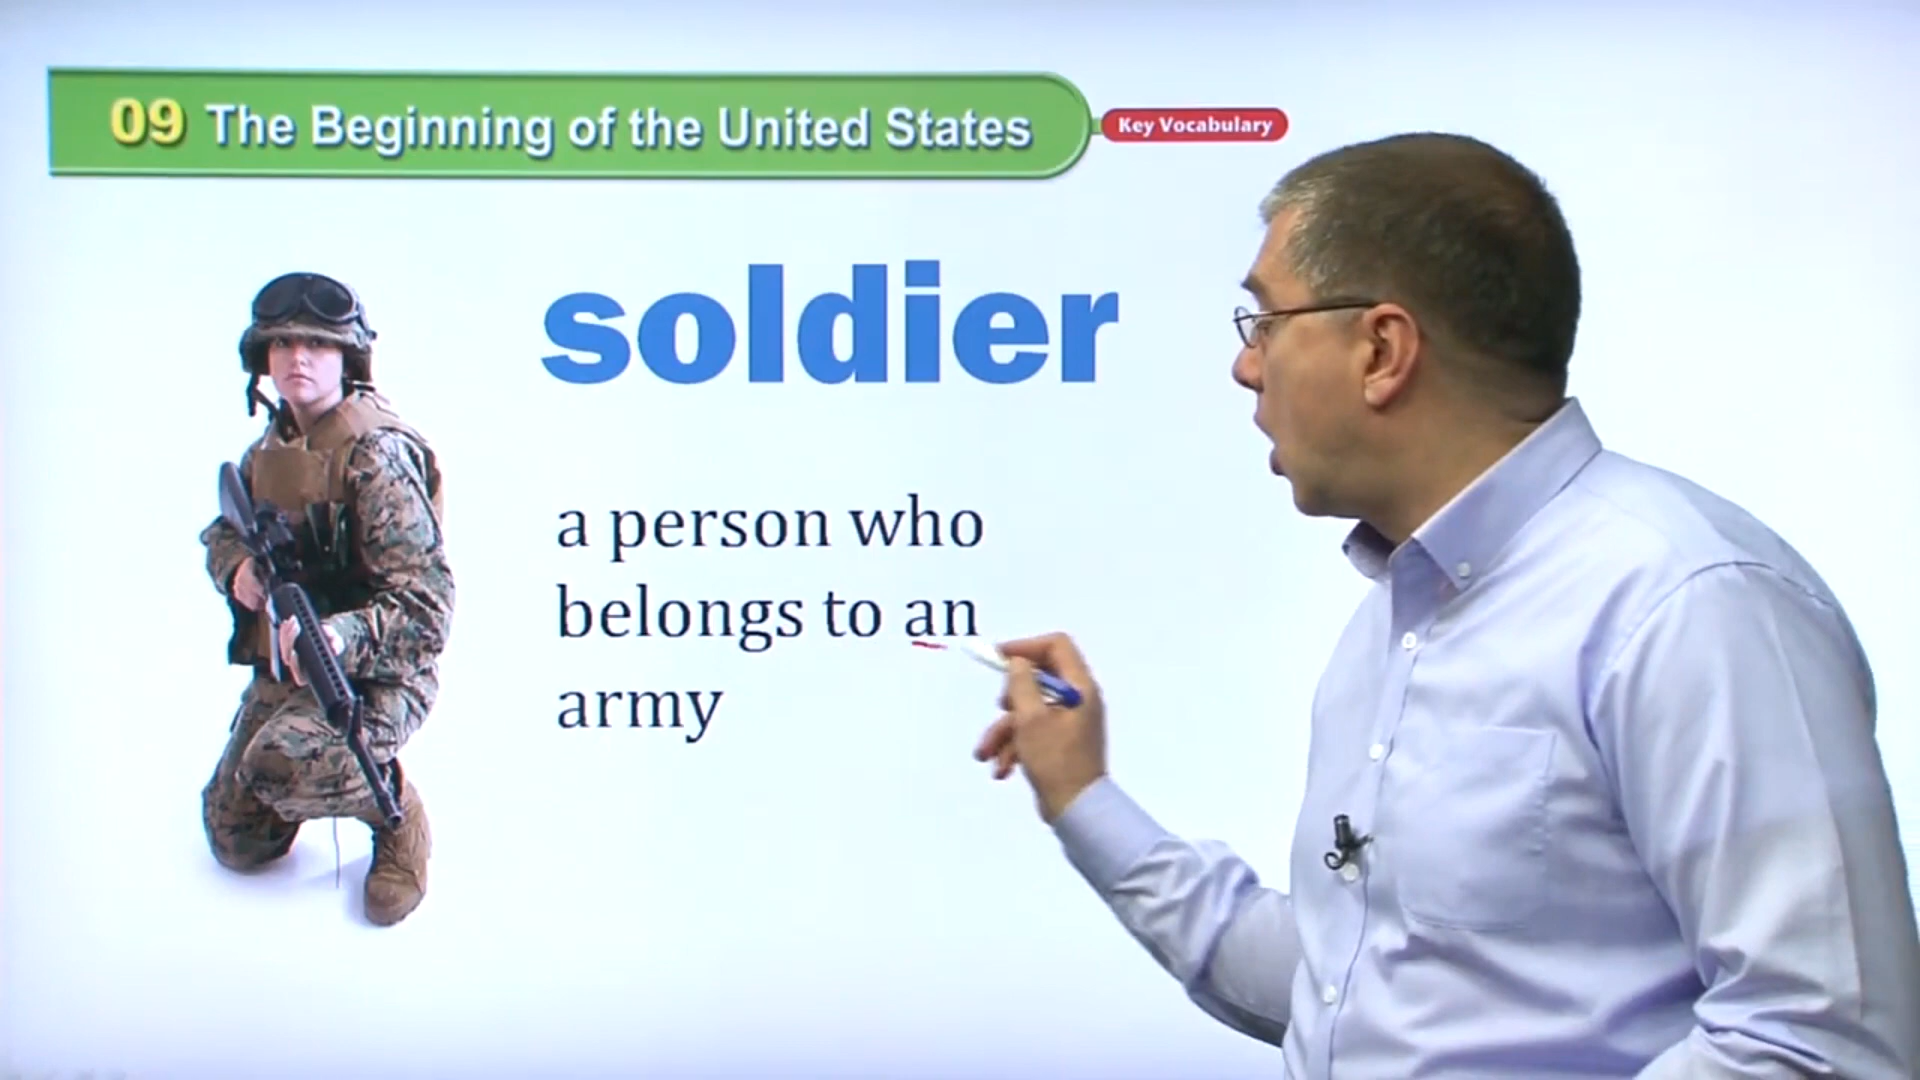 09 The Beginning of the United States
Key Vocabulary
soldier
a person who
belongs to an
army